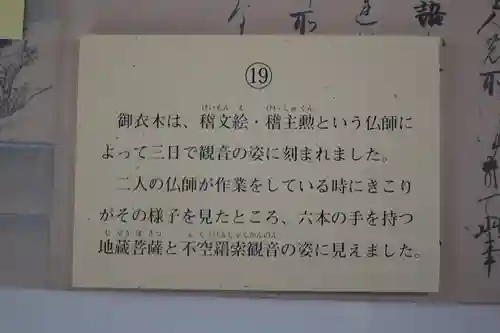 ⑲
御衣木は、稽文絵・稽主勲という仏師に
よって三日で観音の姿に刻まれました。
二人の仏師が作業をしている時にきこり
がその様子を見たところ、六本の手を持つ
地蔵菩薩と不空羂索観音の姿に見えました。